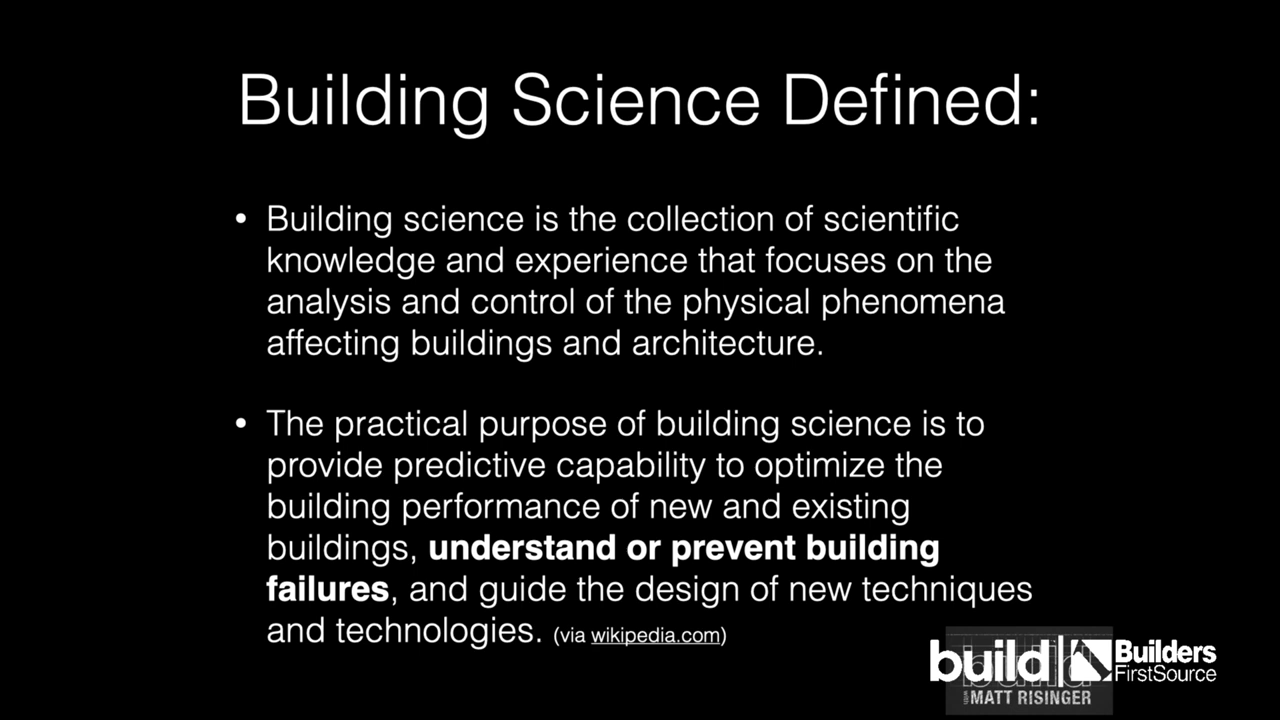 Building Science Defined:
• Building science is the collection of scientific
knowledge and experience that focuses on the
analysis and control of the physical phenomena
affecting buildings and architecture.
• The practical purpose of building science is to
provide predictive capability to optimize the
building performance of new and existing
buildings, understand or prevent building
failures, and guide the design of new techniques
and technologies. (via wikipedia.com)
build
Builders
FirstSource
build
with MATT RISINGER